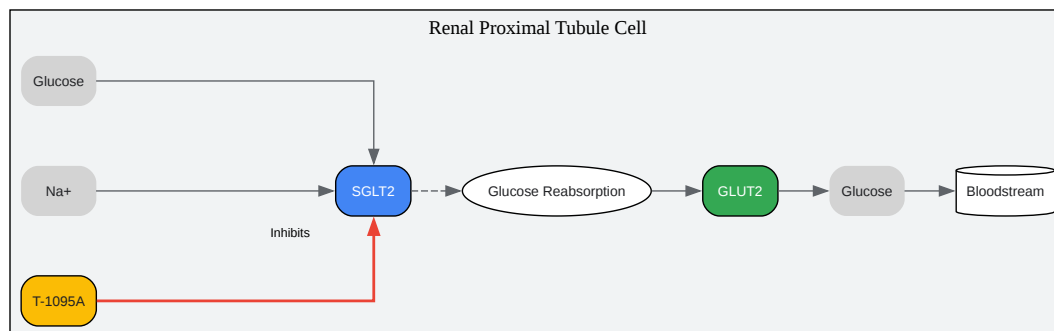 Renal Proximal Tubule Cell
Glucose
Na+
SGLT2
Glucose Reabsorption
GLUT2
Glucose
Bloodstream
Inhibits
T-1095A